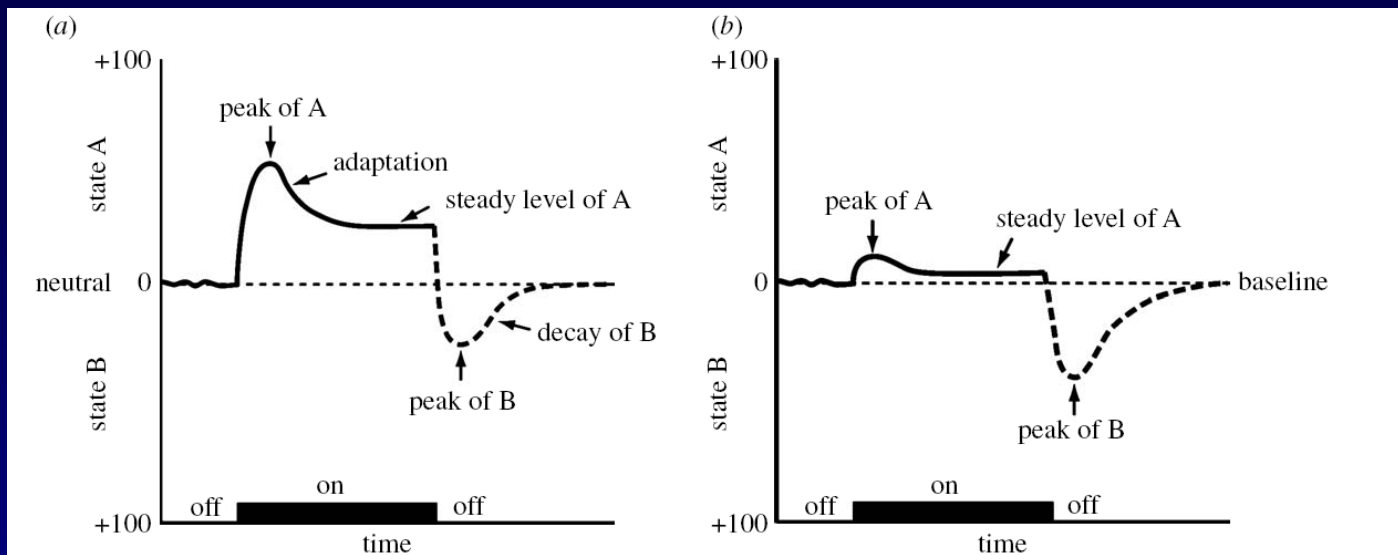 (a)
+100
peak of A
adaptation
steady level of A
state A
neutral
0
decay of B
peak of B
state B
on
off
off
+100
time
(b)
+100
peak of A
steady level of A
state A
0
baseline
peak of B
state B
on
off
off
+100
time